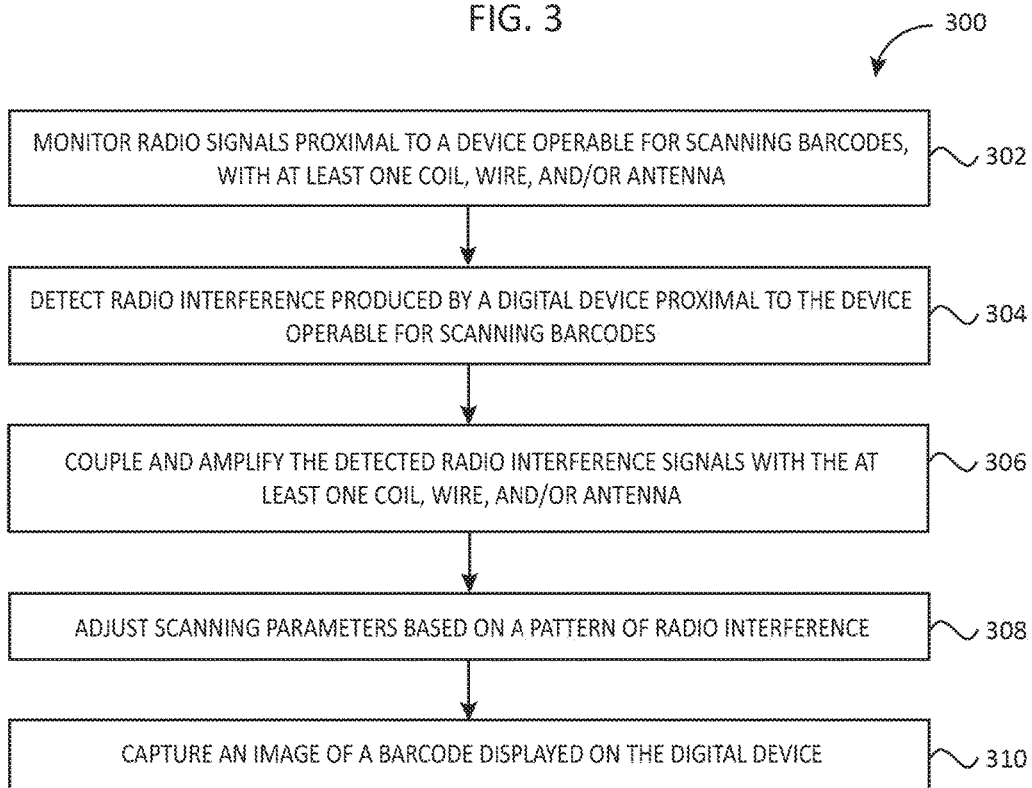 FIG. 3
300
MONITOR RADIO SIGNALS PROXIMAL TO A DEVICE OPERABLE FOR SCANNING BARCODES,
WITH AT LEAST ONE COIL, WIRE, AND/OR ANTENNA
302
DETECT RADIO INTERFERENCE PRODUCED BY A DIGITAL DEVICE PROXIMAL TO THE DEVICE
OPERABLE FOR SCANNING BARCODES
304
COUPLE AND AMPLIFY THE DETECTED RADIO INTERFERENCE SIGNALS WITH THE AT
LEAST ONE COIL, WIRE, AND/OR ANTENNA
306
ADJUST SCANNING PARAMETERS BASED ON A PATTERN OF RADIO INTERFERENCE
308
CAPTURE AN IMAGE OF A BARCODE DISPLAYED ON THE DIGITAL DEVICE
310